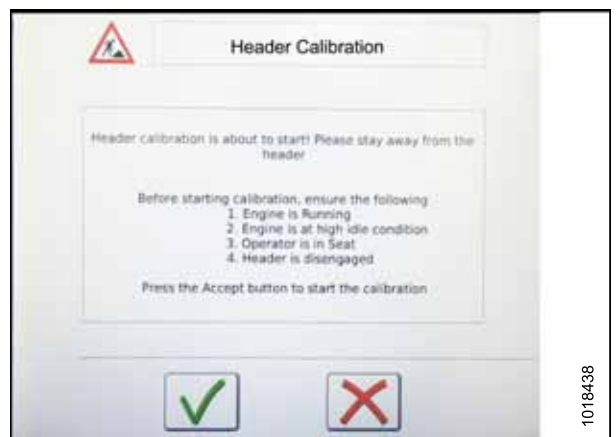 Header Calibration
Header calibration is about to start! Please stay away from the
header
Before starting calibration, ensure the following
1. Engine is Running
2. Engine is at high idle condition
3. Operator is in Seat
4. Header is disengaged
Press the Accept button to start the calibration
1018438